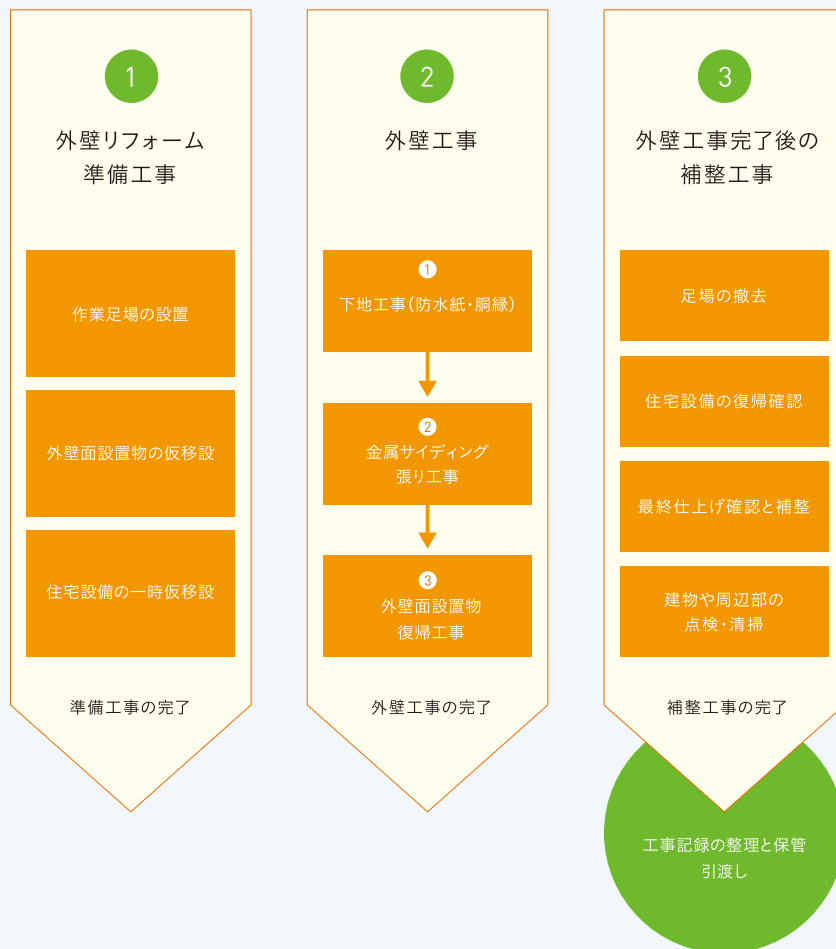 1
外壁リフォーム
準備工事
作業足場の設置
外壁面設置物の仮移設
住宅設備の一時仮移設
準備工事の完了
2
外壁工事
1
下地工事(防水紙・胴縁)
2
金属サイディング
張り工事
3
外壁面設置物
復帰工事
外壁工事の完了
3
外壁工事完了後の
補整工事
足場の撤去
住宅設備の復帰確認
最終仕上げ確認と補整
建物や周辺部の
点検・清掃
補整工事の完了
工事記録の整理と保管
引渡し